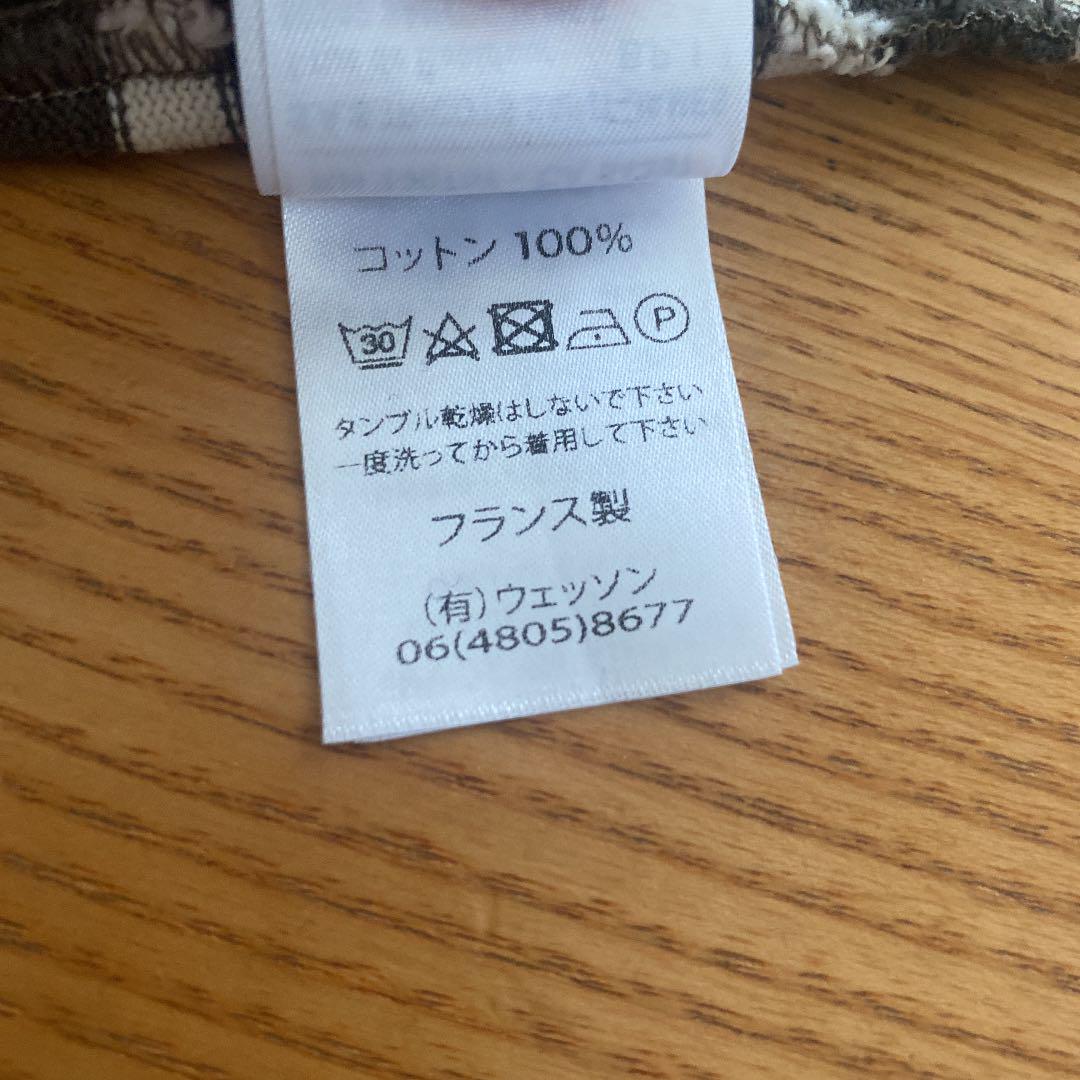 コットン 100%
30 P
タンブル乾燥はしないで下さい
一度洗ってから着用して下さい
フランス製
(有)ウェッソン
06(4805)8677